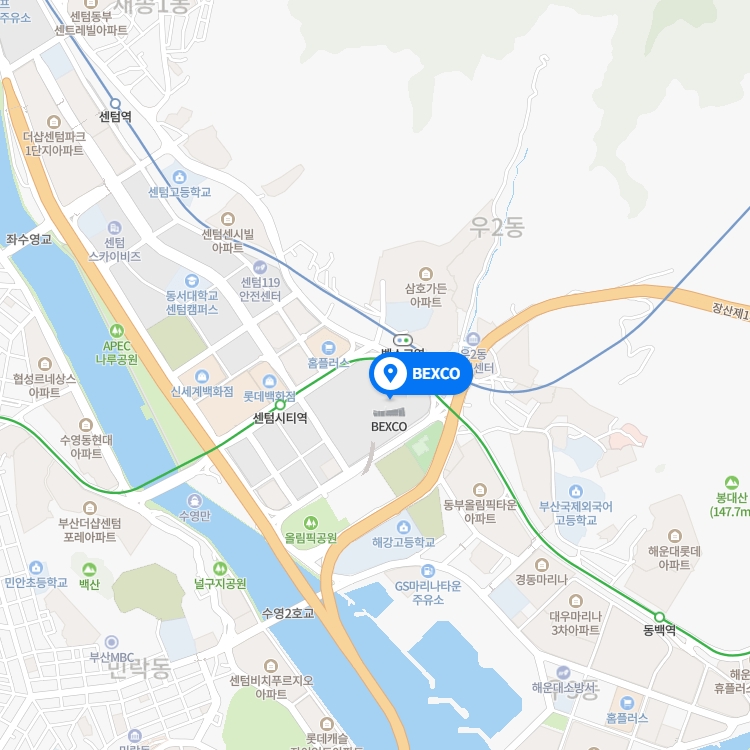 재송1동
센텀동부
센트레빌아파트
주유소
센텀역
더샵센텀파크
1단지아파트
센텀고등학교
좌수영교
센텀
스카이비즈
센텀센시빌
아파트
우2동
센텀119
안전센터
삼호가든
아파트
동서대학교
센텀캠퍼스
장산제1
APEC
나루공원
홈플러스
벡스코역
우2동
센터
BEXCO
협성르네상스
아파트
신세계백화점
롯데백화점
센텀시티역
BEXCO
수영동현대
아파트
동부올림픽타운
아파트
부산국제외국어
고등학교
봉대산
(147.7m
부산더샵센텀
포레아파트
수영만
올림픽공원
해강고등학교
해운대롯데
아파트
민안초등학교
백산
널구지공원
GS마리나타운
주유소
경동마리나
수영2호교
대우마리나
3차아파트
동백역
부산MBC
민락동
센텀비치푸르지오
아파트
해운대소방서
우3동
홈플러스
해운
휴플러스
민락동
롯데캐슬